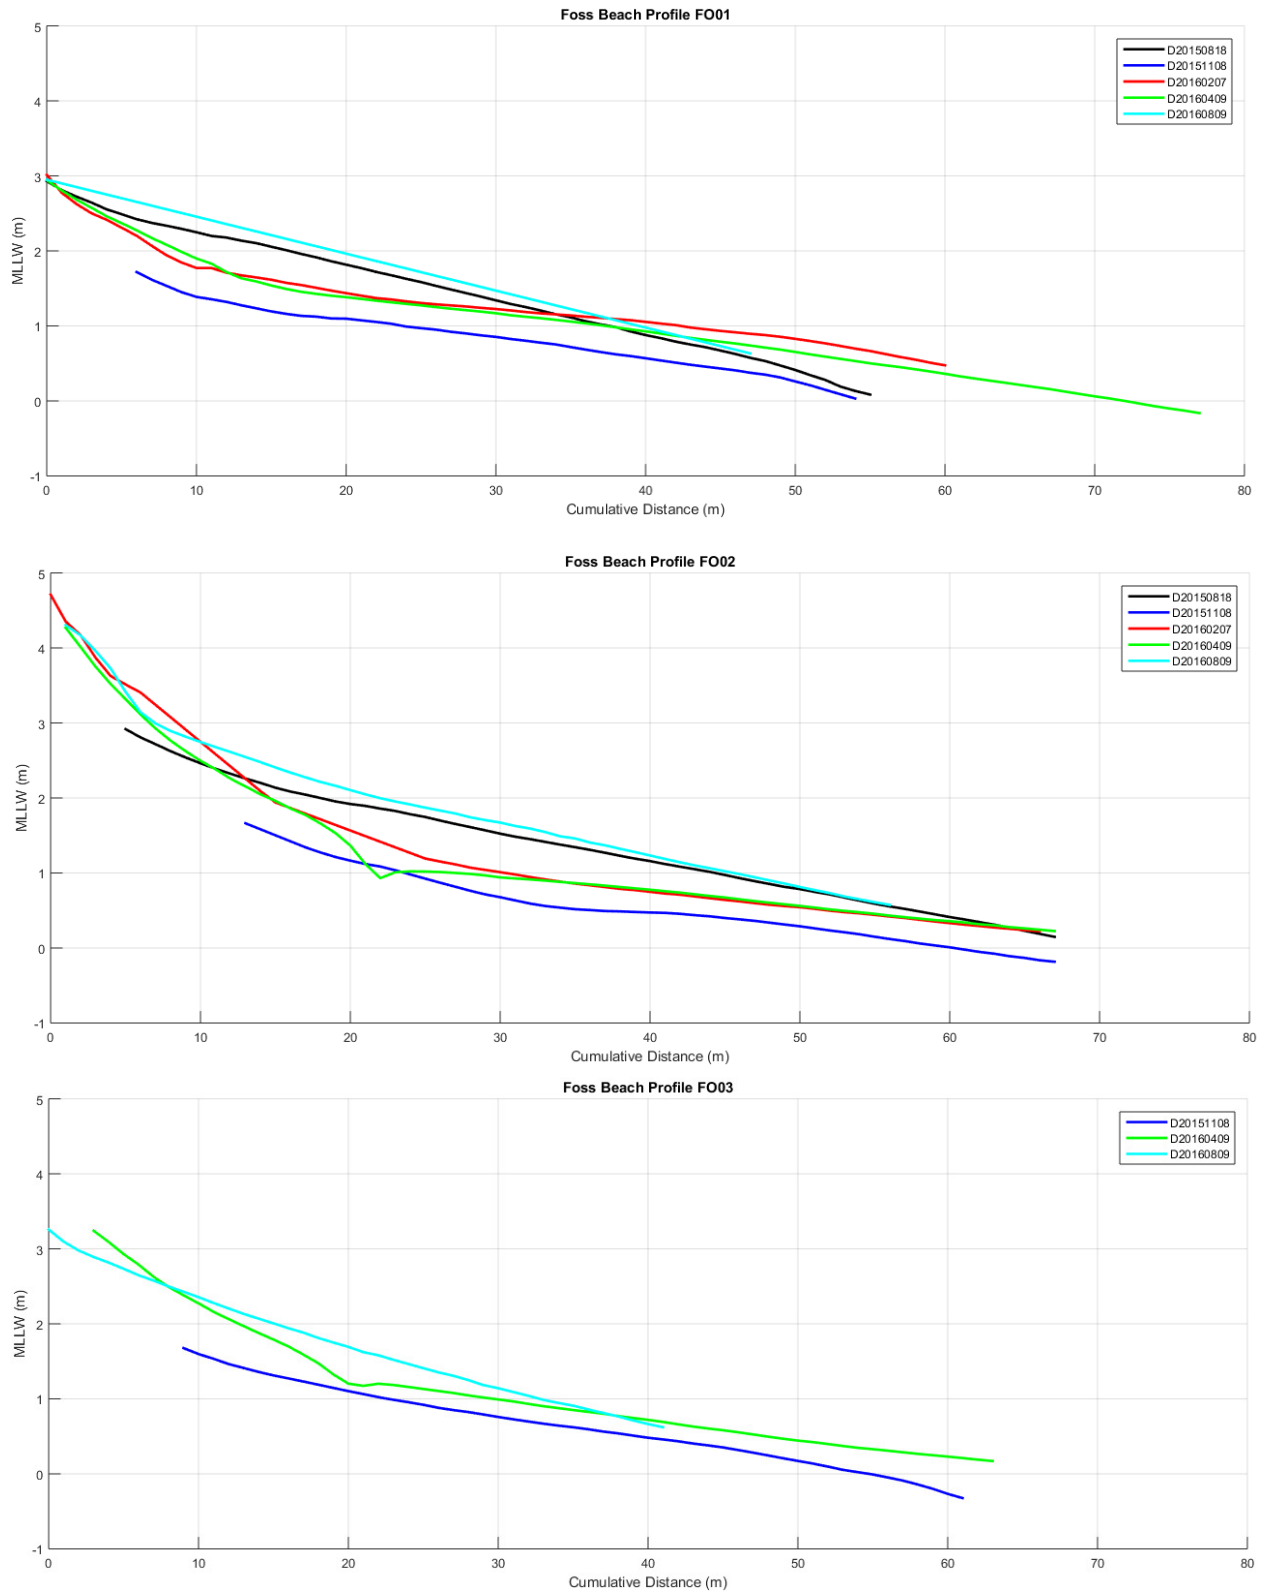 Foss Beach Profile FO01
5
4
3
2
1
0
-1
MLLW (m)
D20150818
D20151108
D20160207
D20160409
D20160809
0 10 20 30 40 50 60 70 80
Cumulative Distance (m)
Foss Beach Profile FO02
5
4
3
2
1
0
-1
MLLW (m)
D20150818
D20151108
D20160207
D20160409
D20160809
0 10 20 30 40 50 60 70 80
Cumulative Distance (m)
Foss Beach Profile FO03
5
4
3
2
1
0
-1
MLLW (m)
D20151108
D20160409
D20160809
0 10 20 30 40 50 60 70 80
Cumulative Distance (m)